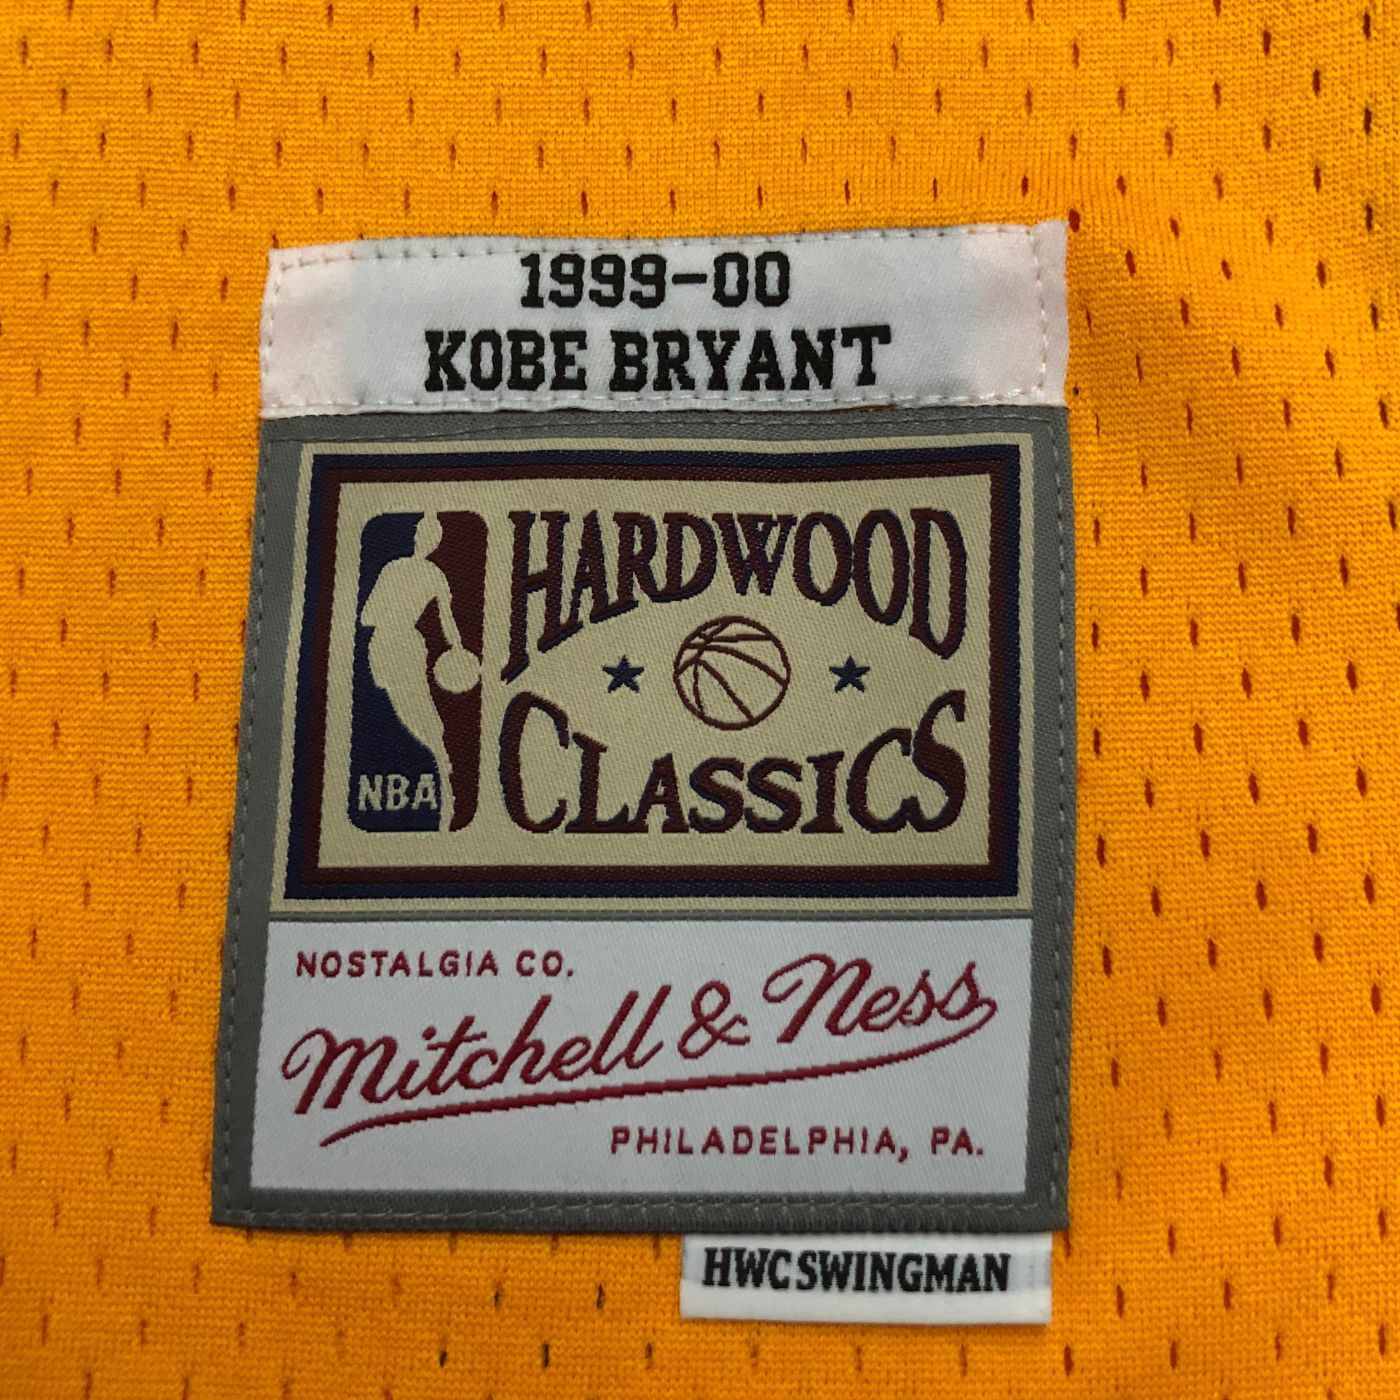 1999-00
KOBE BRYANT
HARDWOOD
CLASSICS
NBA
NOSTALGIA CO.
Mitchell & Ness
PHILADELPHIA, PA.
HWC SWINGMAN